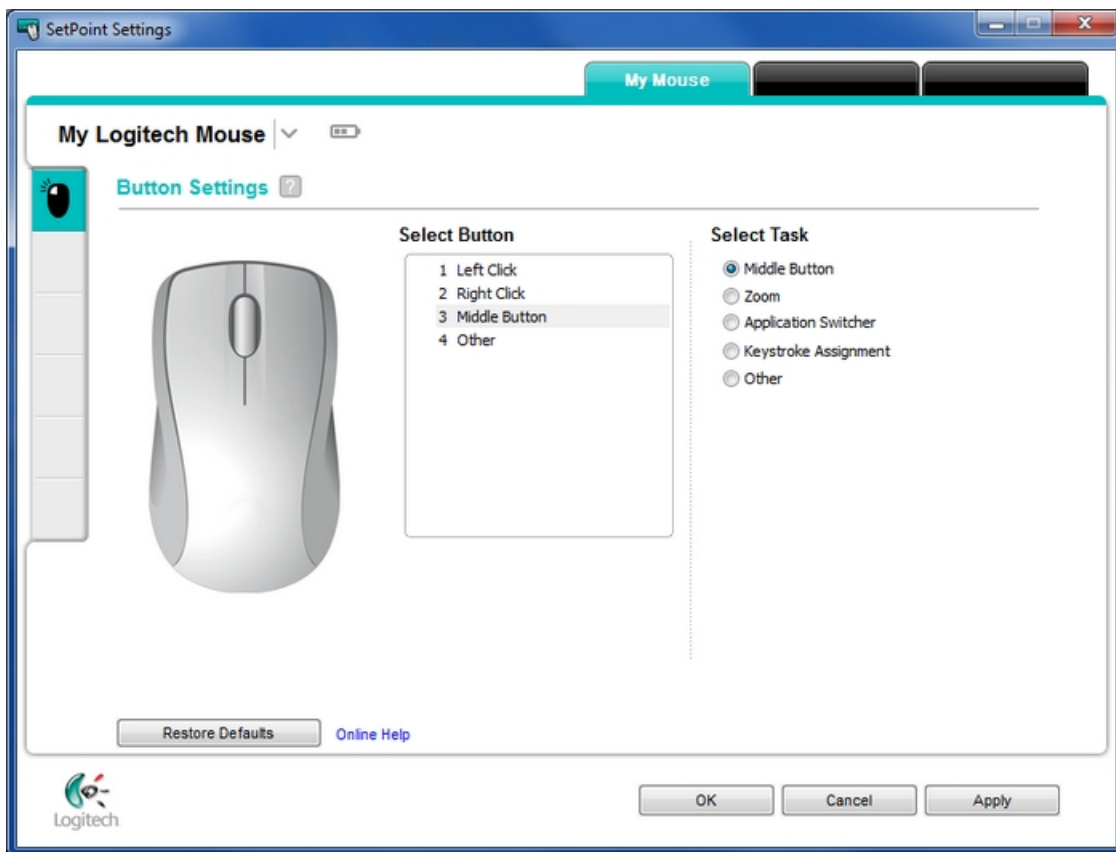 SetPoint Settings
My Mouse
My Logitech Mouse
Button Settings ?
Select Button
1 Left Click
2 Right Click
3 Middle Button
4 Other
Select Task
Middle Button
Zoom
Application Switcher
Keystroke Assignment
Other
Restore Defaults
Online Help
Logitech
OK
Cancel
Apply